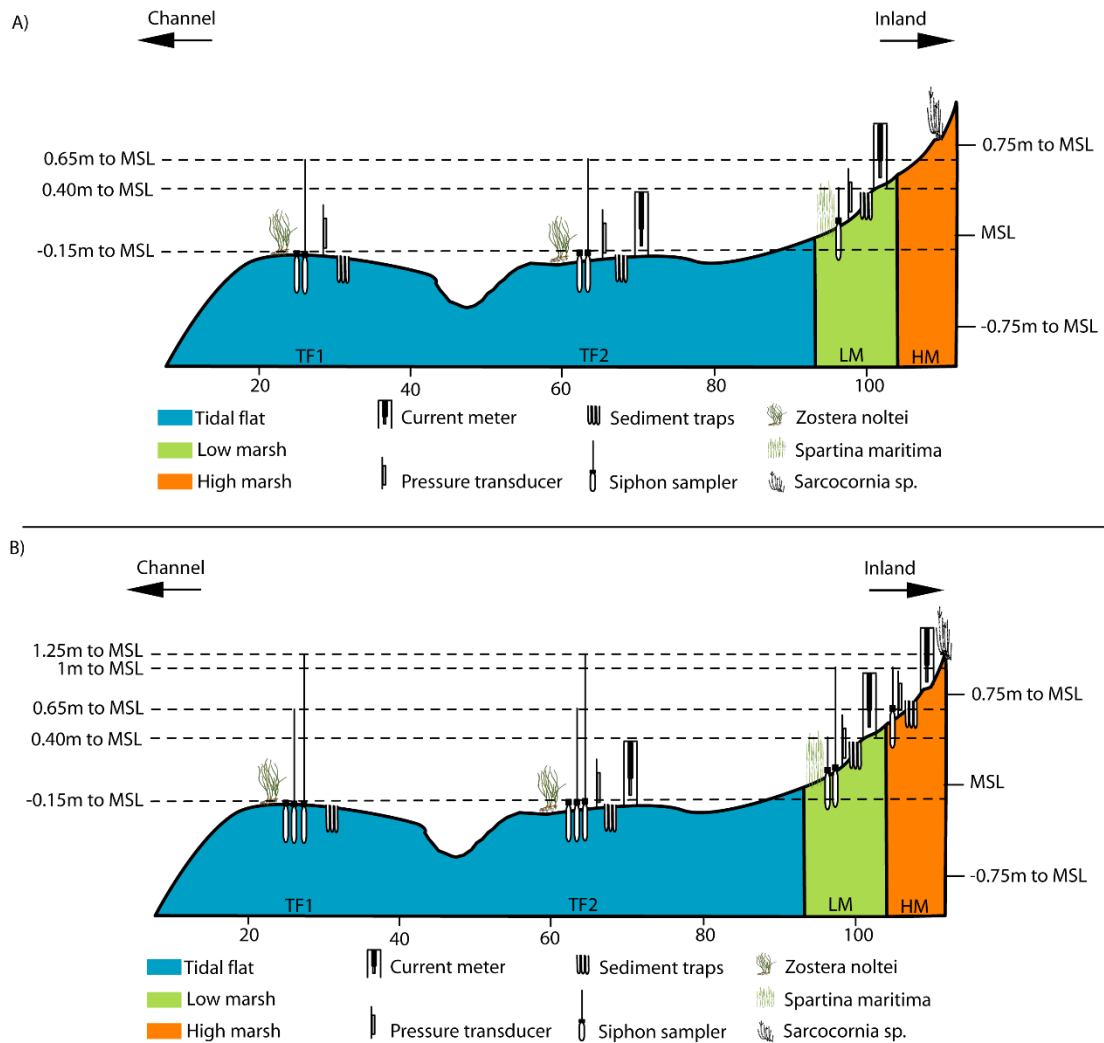 A)
Channel
Inland
0.65m to MSL
0.75m to MSL
0.40m to MSL
MSL
-0.15m to MSL
-0.75m to MSL
TF1
TF2
LM
HM
20
40
60
80
100
Tidal flat
Current meter
Sediment traps
Zostera noltei
Low marsh
Spartina maritima
High marsh
Pressure transducer
Siphon sampler
Sarcocornia sp.
B)
Channel
Inland
1.25m to MSL
1m to MSL
0.75m to MSL
0.65m to MSL
0.40m to MSL
MSL
-0.15m to MSL
-0.75m to MSL
TF1
TF2
LM
HM
20
40
60
80
100
Tidal flat
Current meter
Sediment traps
Zostera noltei
Low marsh
Spartina maritima
High marsh
Pressure transducer
Siphon sampler
Sarcocornia sp.